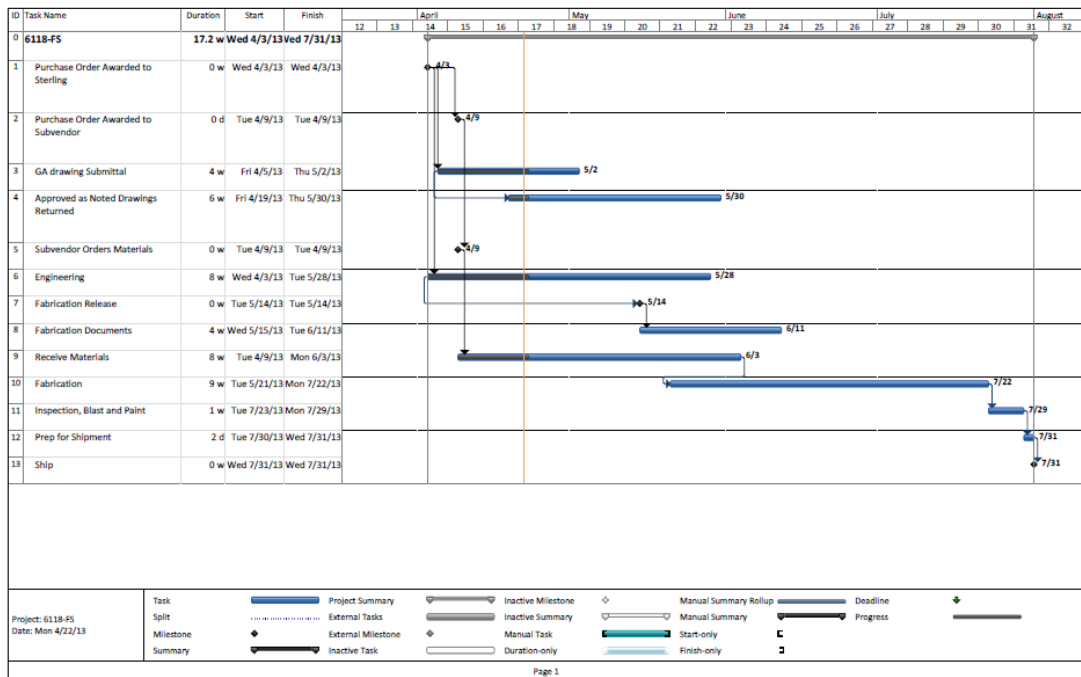 ID Task Name Duration Start Finish April May June July August
12 13 14 15 16 17 18 19 20 21 22 23 24 25 26 27 28 29 30 31 32
0 6118-FS 17.2 w Wed 4/3/13 Wed 7/31/13
1 Purchase Order Awarded to 0 w Wed 4/3/13 Wed 4/3/13 4/3
Sterling
2 Purchase Order Awarded to 0 d Tue 4/9/13 Tue 4/9/13 4/9
Subvendor
3 GA drawing Submittal 4 w Fri 4/5/13 Thu 5/2/13 5/2
4 Approved as Noted Drawings 6 w Fri 4/19/13 Thu 5/30/13 5/30
Returned
5 Subvendor Orders Materials 0 w Tue 4/9/13 Tue 4/9/13 4/9
6 Engineering 8 w Wed 4/3/13 Tue 5/28/13 5/28
7 Fabrication Release 0 w Tue 5/14/13 Tue 5/14/13 5/14
8 Fabrication Documents 4 w Wed 5/15/13 Tue 6/11/13 6/11
9 Receive Materials 8 w Tue 4/9/13 Mon 6/3/13 6/3
10 Fabrication 9 w Tue 5/21/13 Mon 7/22/13 7/22
11 Inspection, Blast and Paint 1 w Tue 7/23/13 Mon 7/29/13 7/29
12 Prep for Shipment 2 d Tue 7/30/13 Wed 7/31/13 7/31
13 Ship 0 w Wed 7/31/13 Wed 7/31/13 7/31
Project: 6118-FS
Date: Mon 4/22/13
Task Project Summary Inactive Milestone Manual Summary Rollup Deadline
Split External Tasks Inactive Summary Manual Summary Progress
Milestone External Milestone Manual Task Start-only
Summary Inactive Task Duration-only Finish-only
Page 1